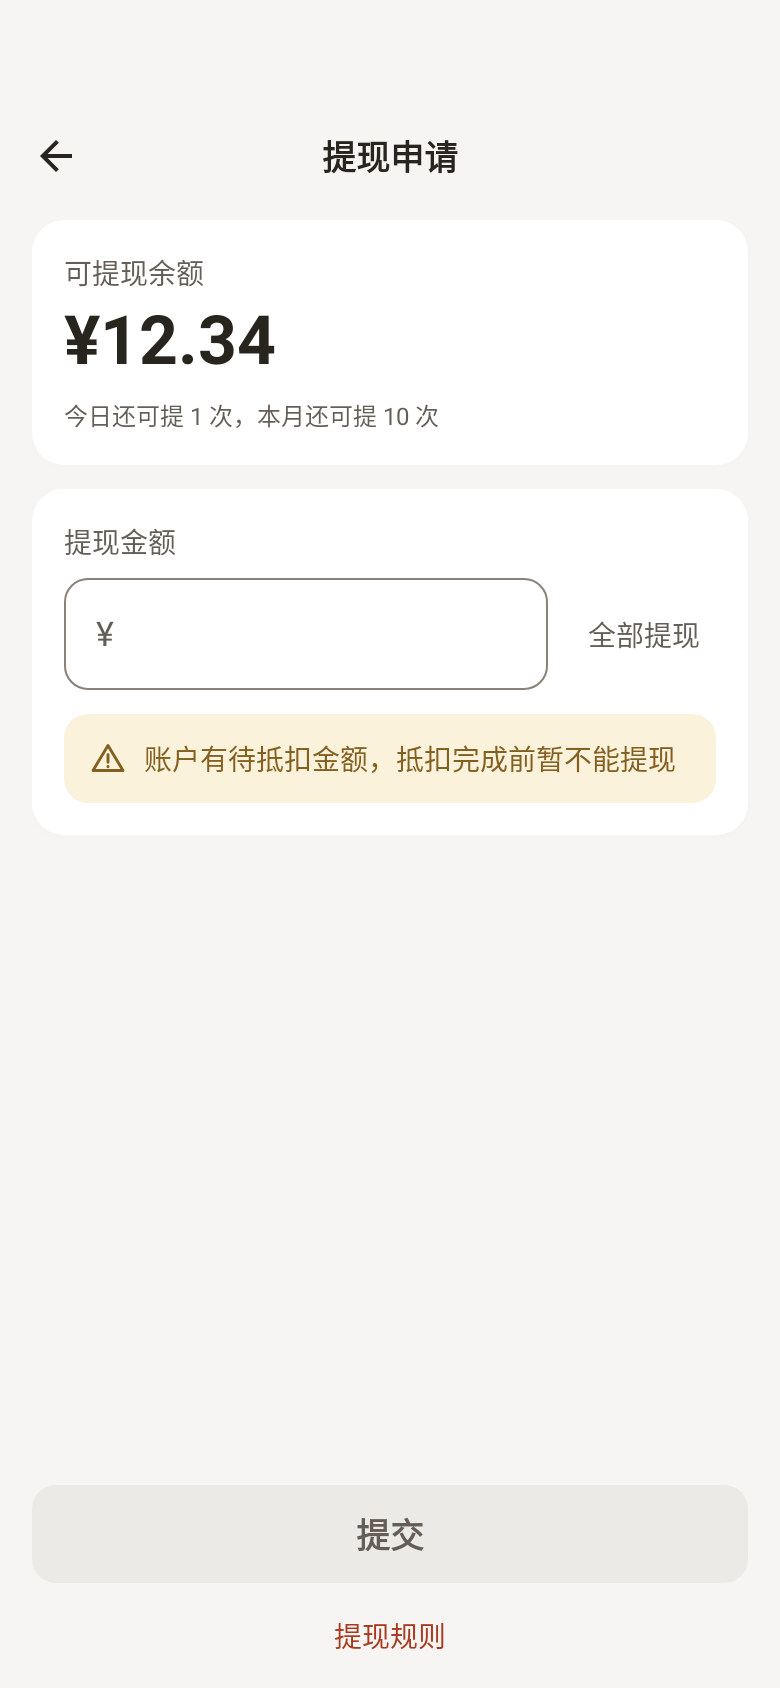 提现申请
可提现余额
¥12.34
今日还可提 1 次，本月还可提 10 次
提现金额
¥
全部提现
账户有待抵扣金额，抵扣完成前暂不能提现
提交
提现规则